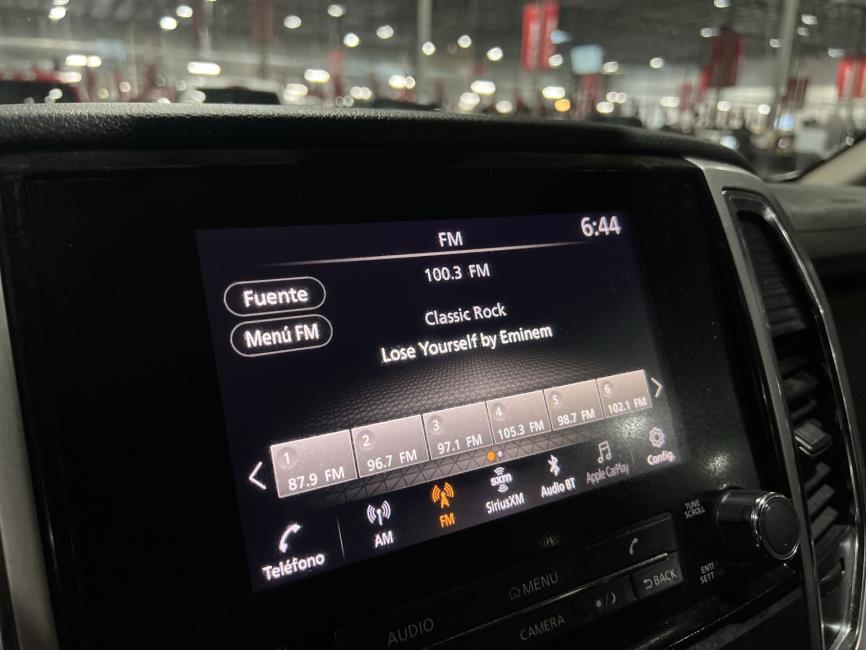 FM
6:44
100.3 FM
Fuente
Classic Rock
Menú FM
Lose Yourself by Eminem
1
87.9 FM
2
96.7 FM
3
97.1 FM
4
105.3 FM
5
98.7 FM
6
102.1 FM
Teléfono
AM
FM
sxm
SiriusXM
Audio BT
Apple CarPlay
Config.
TUNE
SCROLL
AUDIO
MENU
CAMERA
BACK